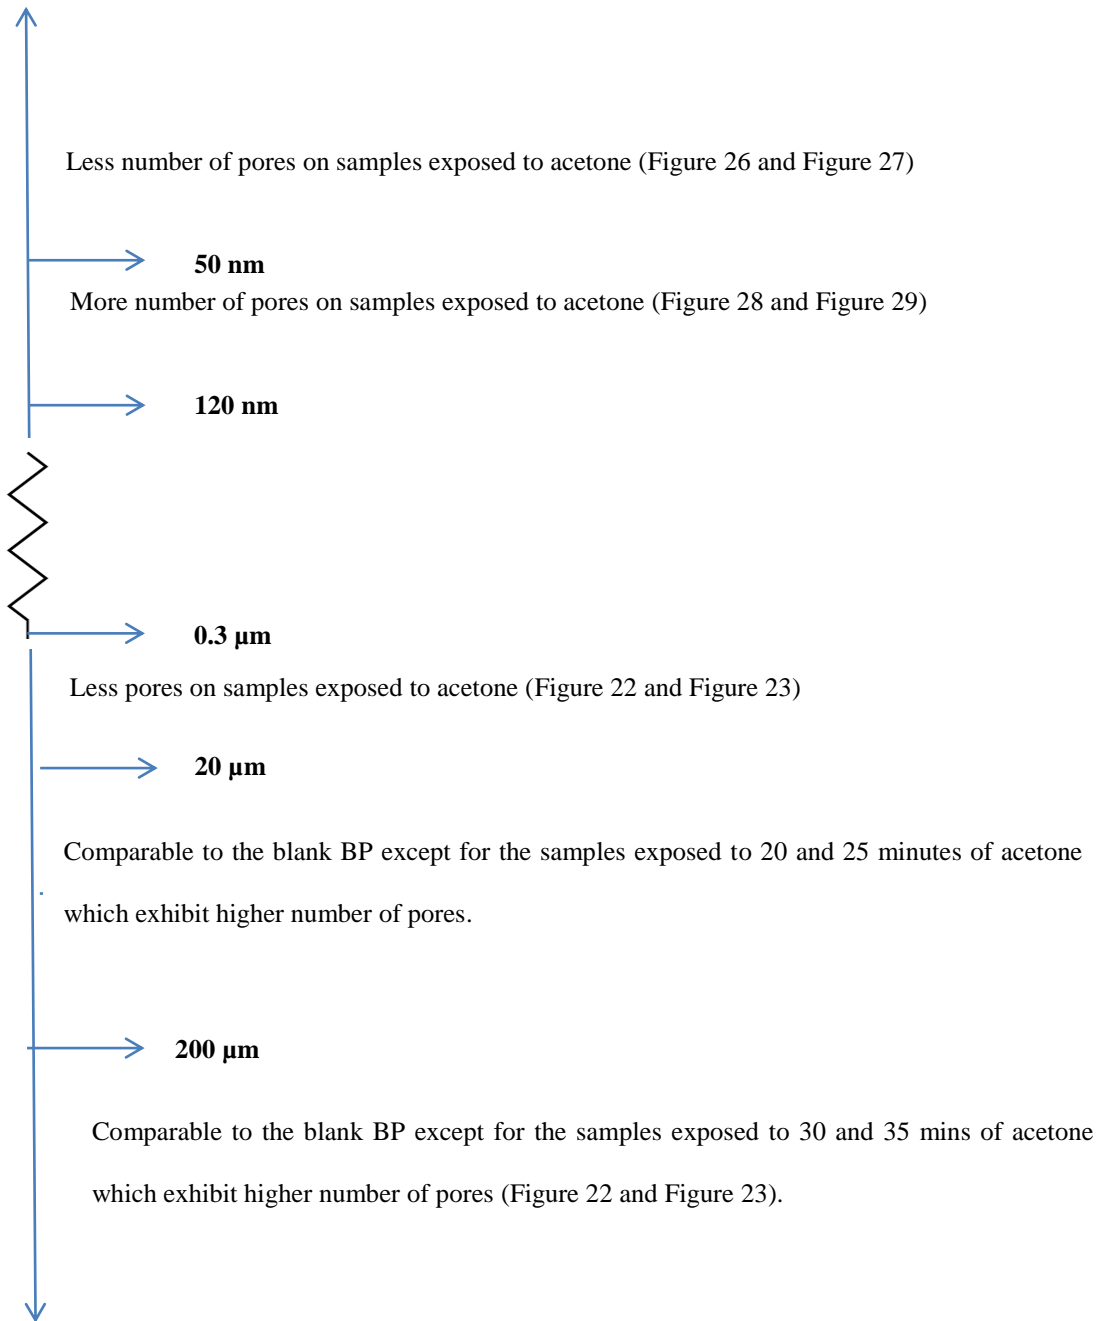 Less number of pores on samples exposed to acetone (Figure 26 and Figure 27)
50 nm
More number of pores on samples exposed to acetone (Figure 28 and Figure 29)
120 nm
0.3 µm
Less pores on samples exposed to acetone (Figure 22 and Figure 23)
20 µm
Comparable to the blank BP except for the samples exposed to 20 and 25 minutes of acetone
which exhibit higher number of pores.
200 µm
Comparable to the blank BP except for the samples exposed to 30 and 35 mins of acetone
which exhibit higher number of pores (Figure 22 and Figure 23).